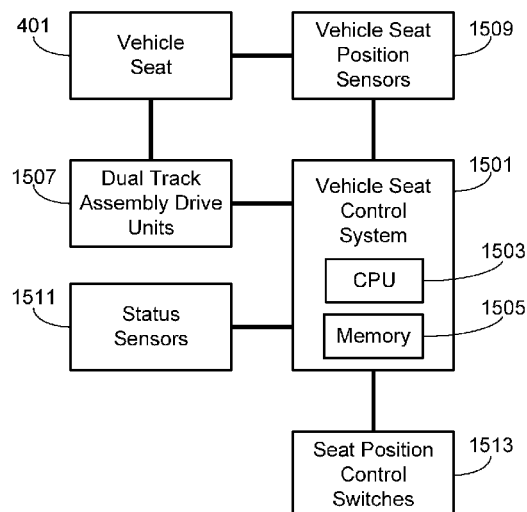 401
Vehicle
Seat
Vehicle Seat
Position
Sensors
1509
1507
Dual Track
Assembly Drive
Units
Vehicle Seat
Control
System
1501
CPU
1503
Memory
1505
1511
Status
Sensors
Seat Position
Control
Switches
1513